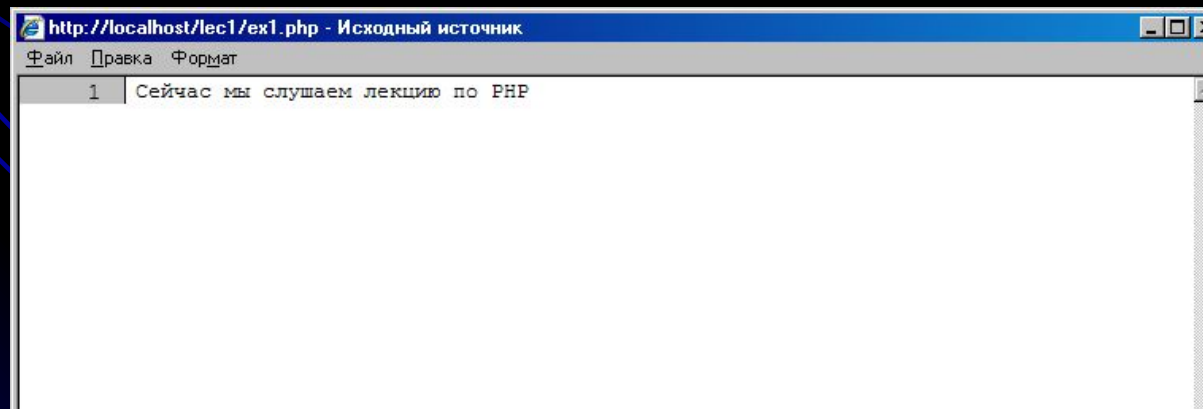 http://localhost/lec1/ex1.php - Исходный источник
Файл Правка Формат
1 Сейчас мы слушаем лекцию по PHP